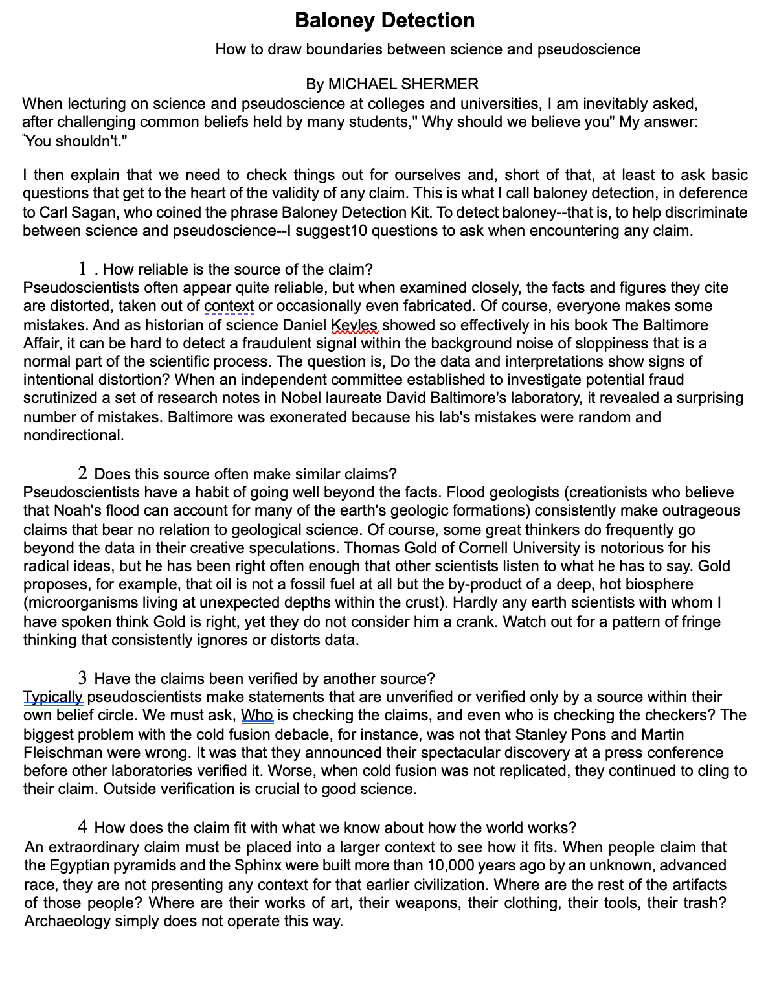 Baloney Detection
How to draw boundaries between science and pseudoscience
By MICHAEL SHERMER
When lecturing on science and pseudoscience at colleges and universities, I am inevitably asked,
after challenging common beliefs held by many students," Why should we believe you" My answer:
“You shouldn't."
I then explain that we need to check things out for ourselves and, short of that, at least to ask basic
questions that get to the heart of the validity of any claim. This is what I call baloney detection, in deference
to Carl Sagan, who coined the phrase Baloney Detection Kit. To detect baloney--that is, to help discriminate
between science and pseudoscience--I suggest10 questions to ask when encountering any claim.
1 . How reliable is the source of the claim?
Pseudoscientists often appear quite reliable, but when examined closely, the facts and figures they cite
are distorted, taken out of context or occasionally even fabricated. Of course, everyone makes some
mistakes. And as historian of science Daniel Kevles showed so effectively in his book The Baltimore
Affair, it can be hard to detect a fraudulent signal within the background noise of sloppiness that is a
normal part of the scientific process. The question is, Do the data and interpretations show signs of
intentional distortion? When an independent committee established to investigate potential fraud
scrutinized a set of research notes in Nobel laureate David Baltimore's laboratory, it revealed a surprising
number of mistakes. Baltimore was exonerated because his lab's mistakes were random and
nondirectional.
2 Does this source often make similar claims?
Pseudoscientists have a habit of going well beyond the facts. Flood geologists (creationists who believe
that Noah's flood can account for many of the earth's geologic formations) consistently make outrageous
claims that bear no relation to geological science. Of course, some great thinkers do frequently go
beyond the data in their creative speculations. Thomas Gold of Cornell University is notorious for his
radical ideas, but he has been right often enough that other scientists listen to what he has to say. Gold
proposes, for example, that oil is not a fossil fuel at all but the by-product of a deep, hot biosphere
(microorganisms living at unexpected depths within the crust). Hardly any earth scientists with whom I
have spoken think Gold is right, yet they do not consider him a crank. Watch out for a pattern of fringe
thinking that consistently ignores or distorts data.
3 Have the claims been verified by another source?
Typically pseudoscientists make statements that are unverified or verified only by a source within their
own belief circle. We must ask, Who is checking the claims, and even who is checking the checkers? The
biggest problem with the cold fusion debacle, for instance, was not that Stanley Pons and Martin
Fleischman were wrong. It was that they announced their spectacular discovery at a press conference
before other laboratories verified it. Worse, when cold fusion was not replicated, they continued to cling to
their claim. Outside verification is crucial to good science.
4 How does the claim fit with what we know about how the world works?
An extraordinary claim must be placed into a larger context to see how it fits. When people claim that
the Egyptian pyramids and the Sphinx were built more than 10,000 years ago by an unknown, advanced
race, they are not presenting any context for that earlier civilization. Where are the rest of the artifacts
of those people? Where are their works of art, their weapons, their clothing, their tools, their trash?
Archaeology simply does not operate this way.